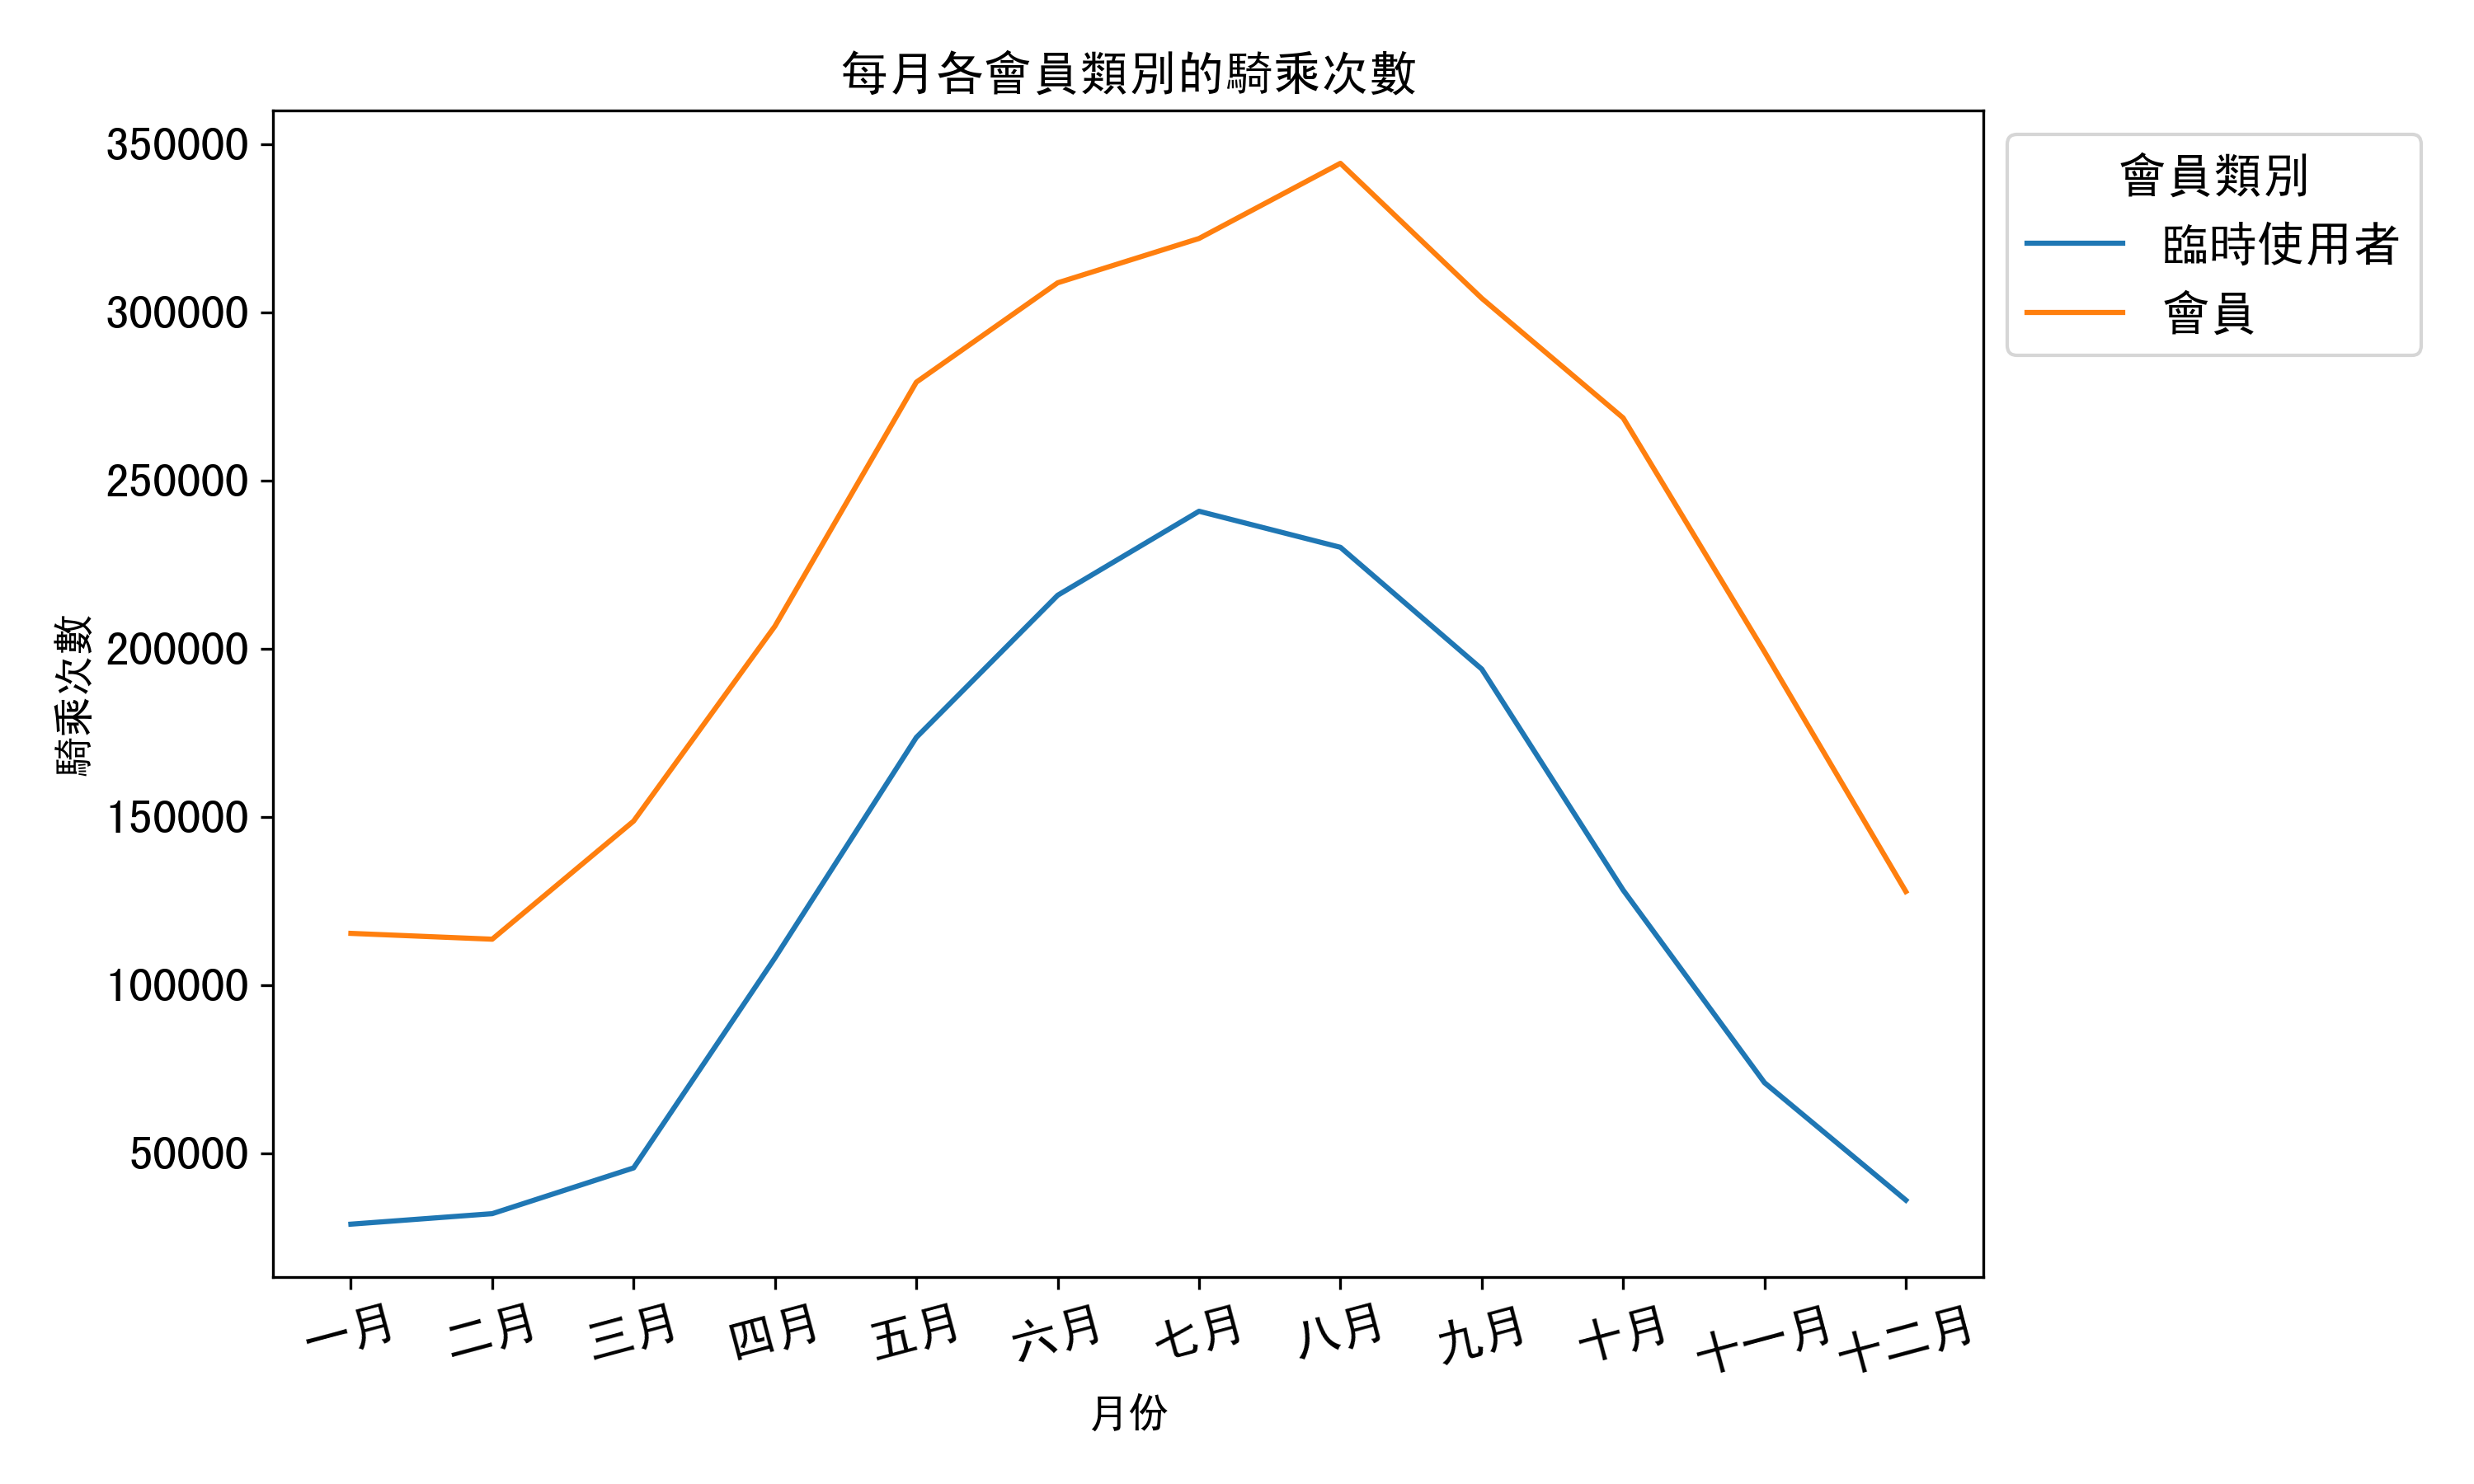 每月各會員類別的騎乘次數
會員類別
臨時使用者
會員
騎乘次數
350000
300000
250000
200000
150000
100000
50000
一月 二月 三月 四月 五月 六月 七月 八月 九月 十月 十一月 十二月
月份